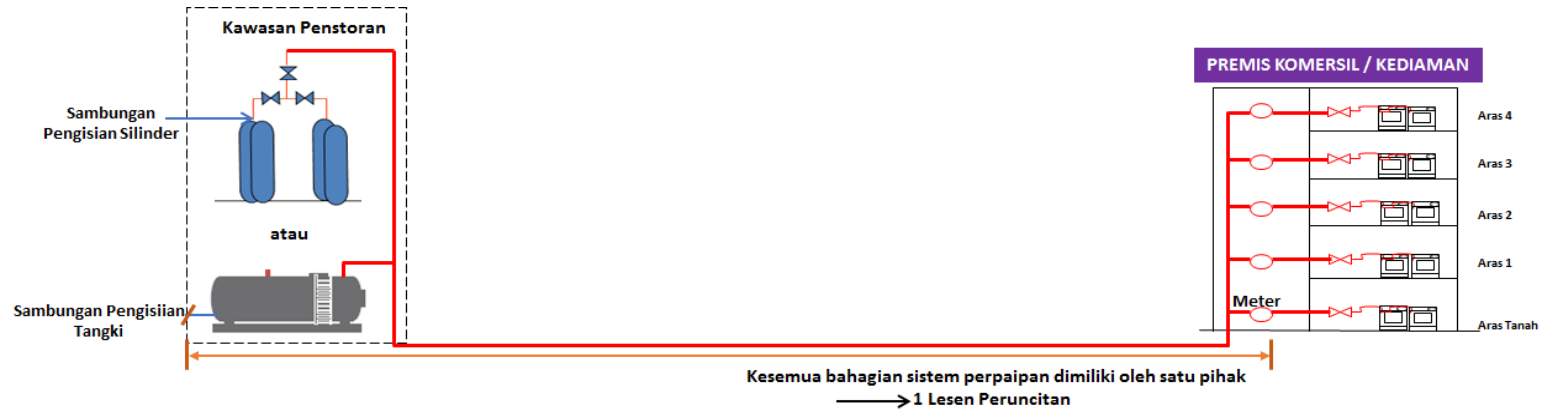 Kawasan Penstoran
Sambungan
Pengisian Silinder
atau
Sambungan Pengisiian
Tangki
PREMIS KOMERSIL / KEDIAMAN
Aras 4
Aras 3
Aras 2
Aras 1
Meter
Aras Tanah
Kesemua bahagian sistem perpaipan dimiliki oleh satu pihak
1 Lesen Peruncitan